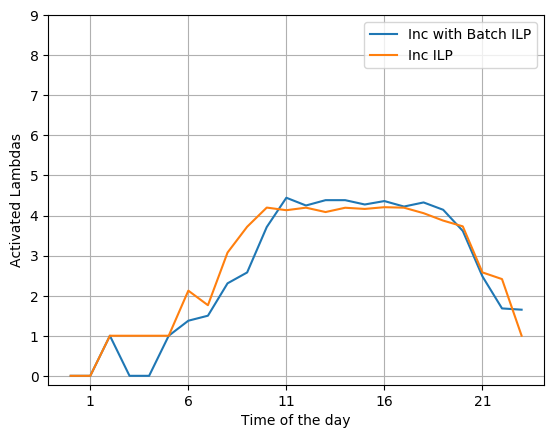 9
8
7
6
5
4
3
2
1
0
Activated Lambdas
Inc with Batch ILP
Inc ILP
1 6 11 16 21
Time of the day